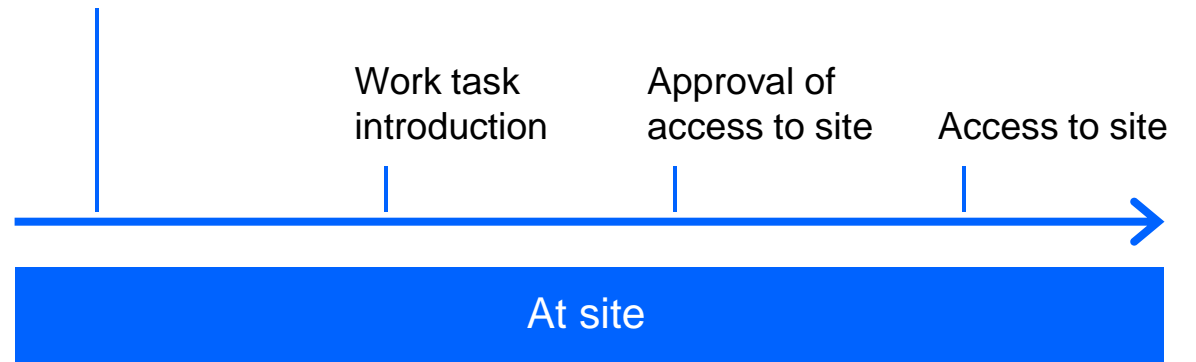 Work task
introduction
Approval of
access to site
Access to site
At site